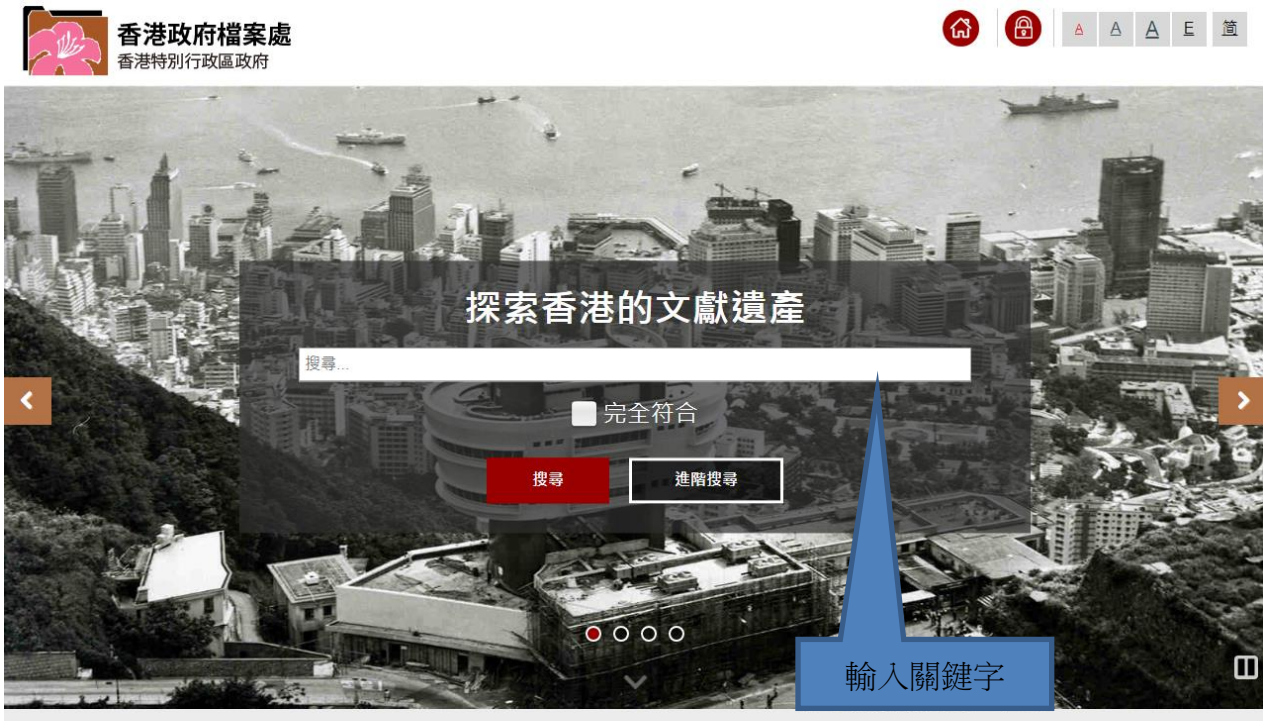 香港政府檔案處
香港特別行政區政府
A A A E 简
探索香港的文獻遺產
搜尋...
完全符合
搜尋 進階搜尋
輸入關鍵字